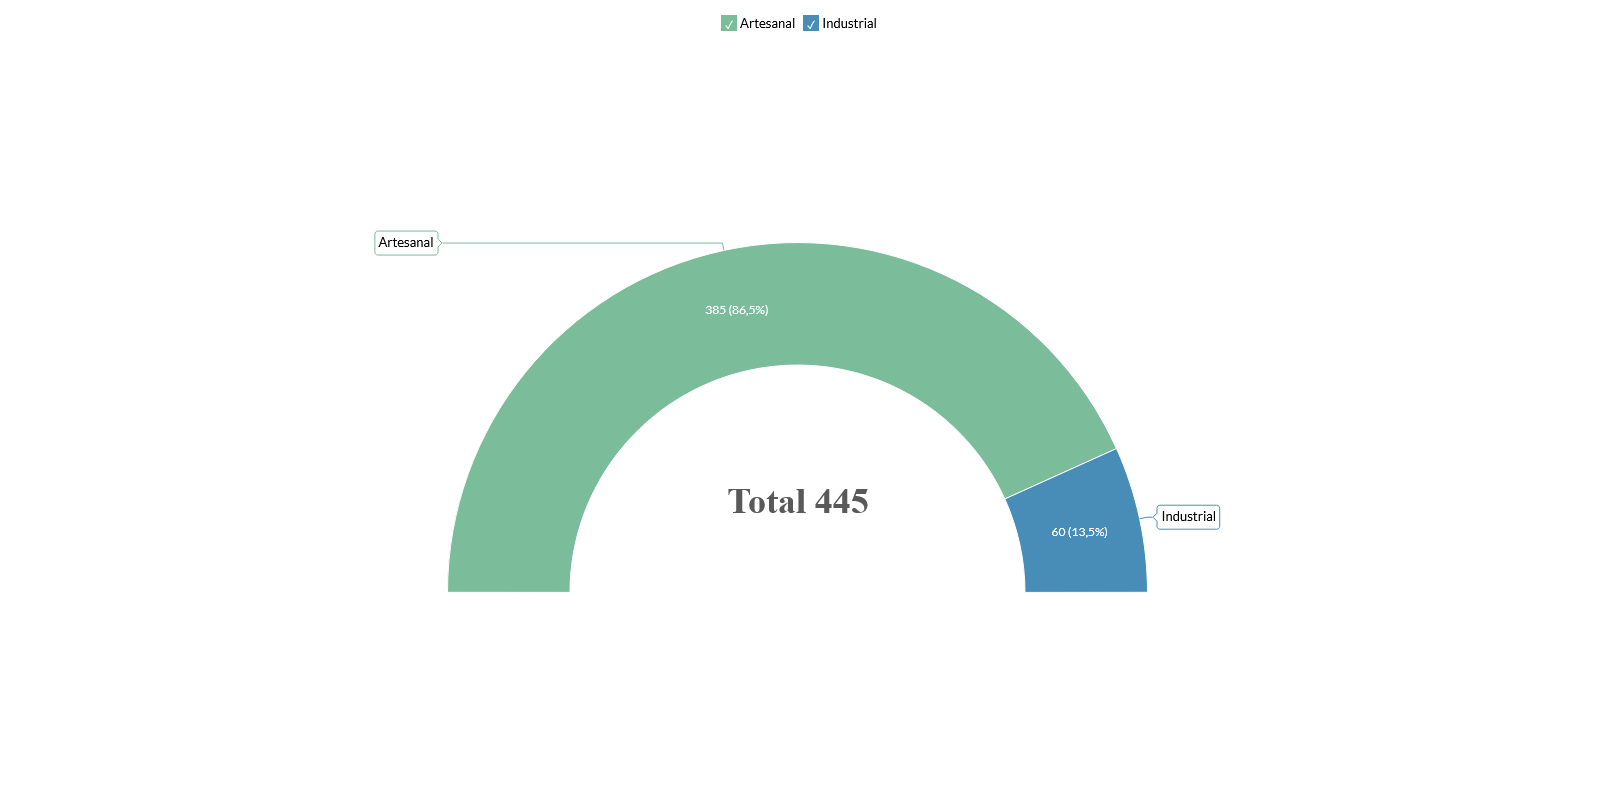 Artesanal Industrial
Artesanal
385 (86,5%)
Total 445
Industrial
60 (13,5%)